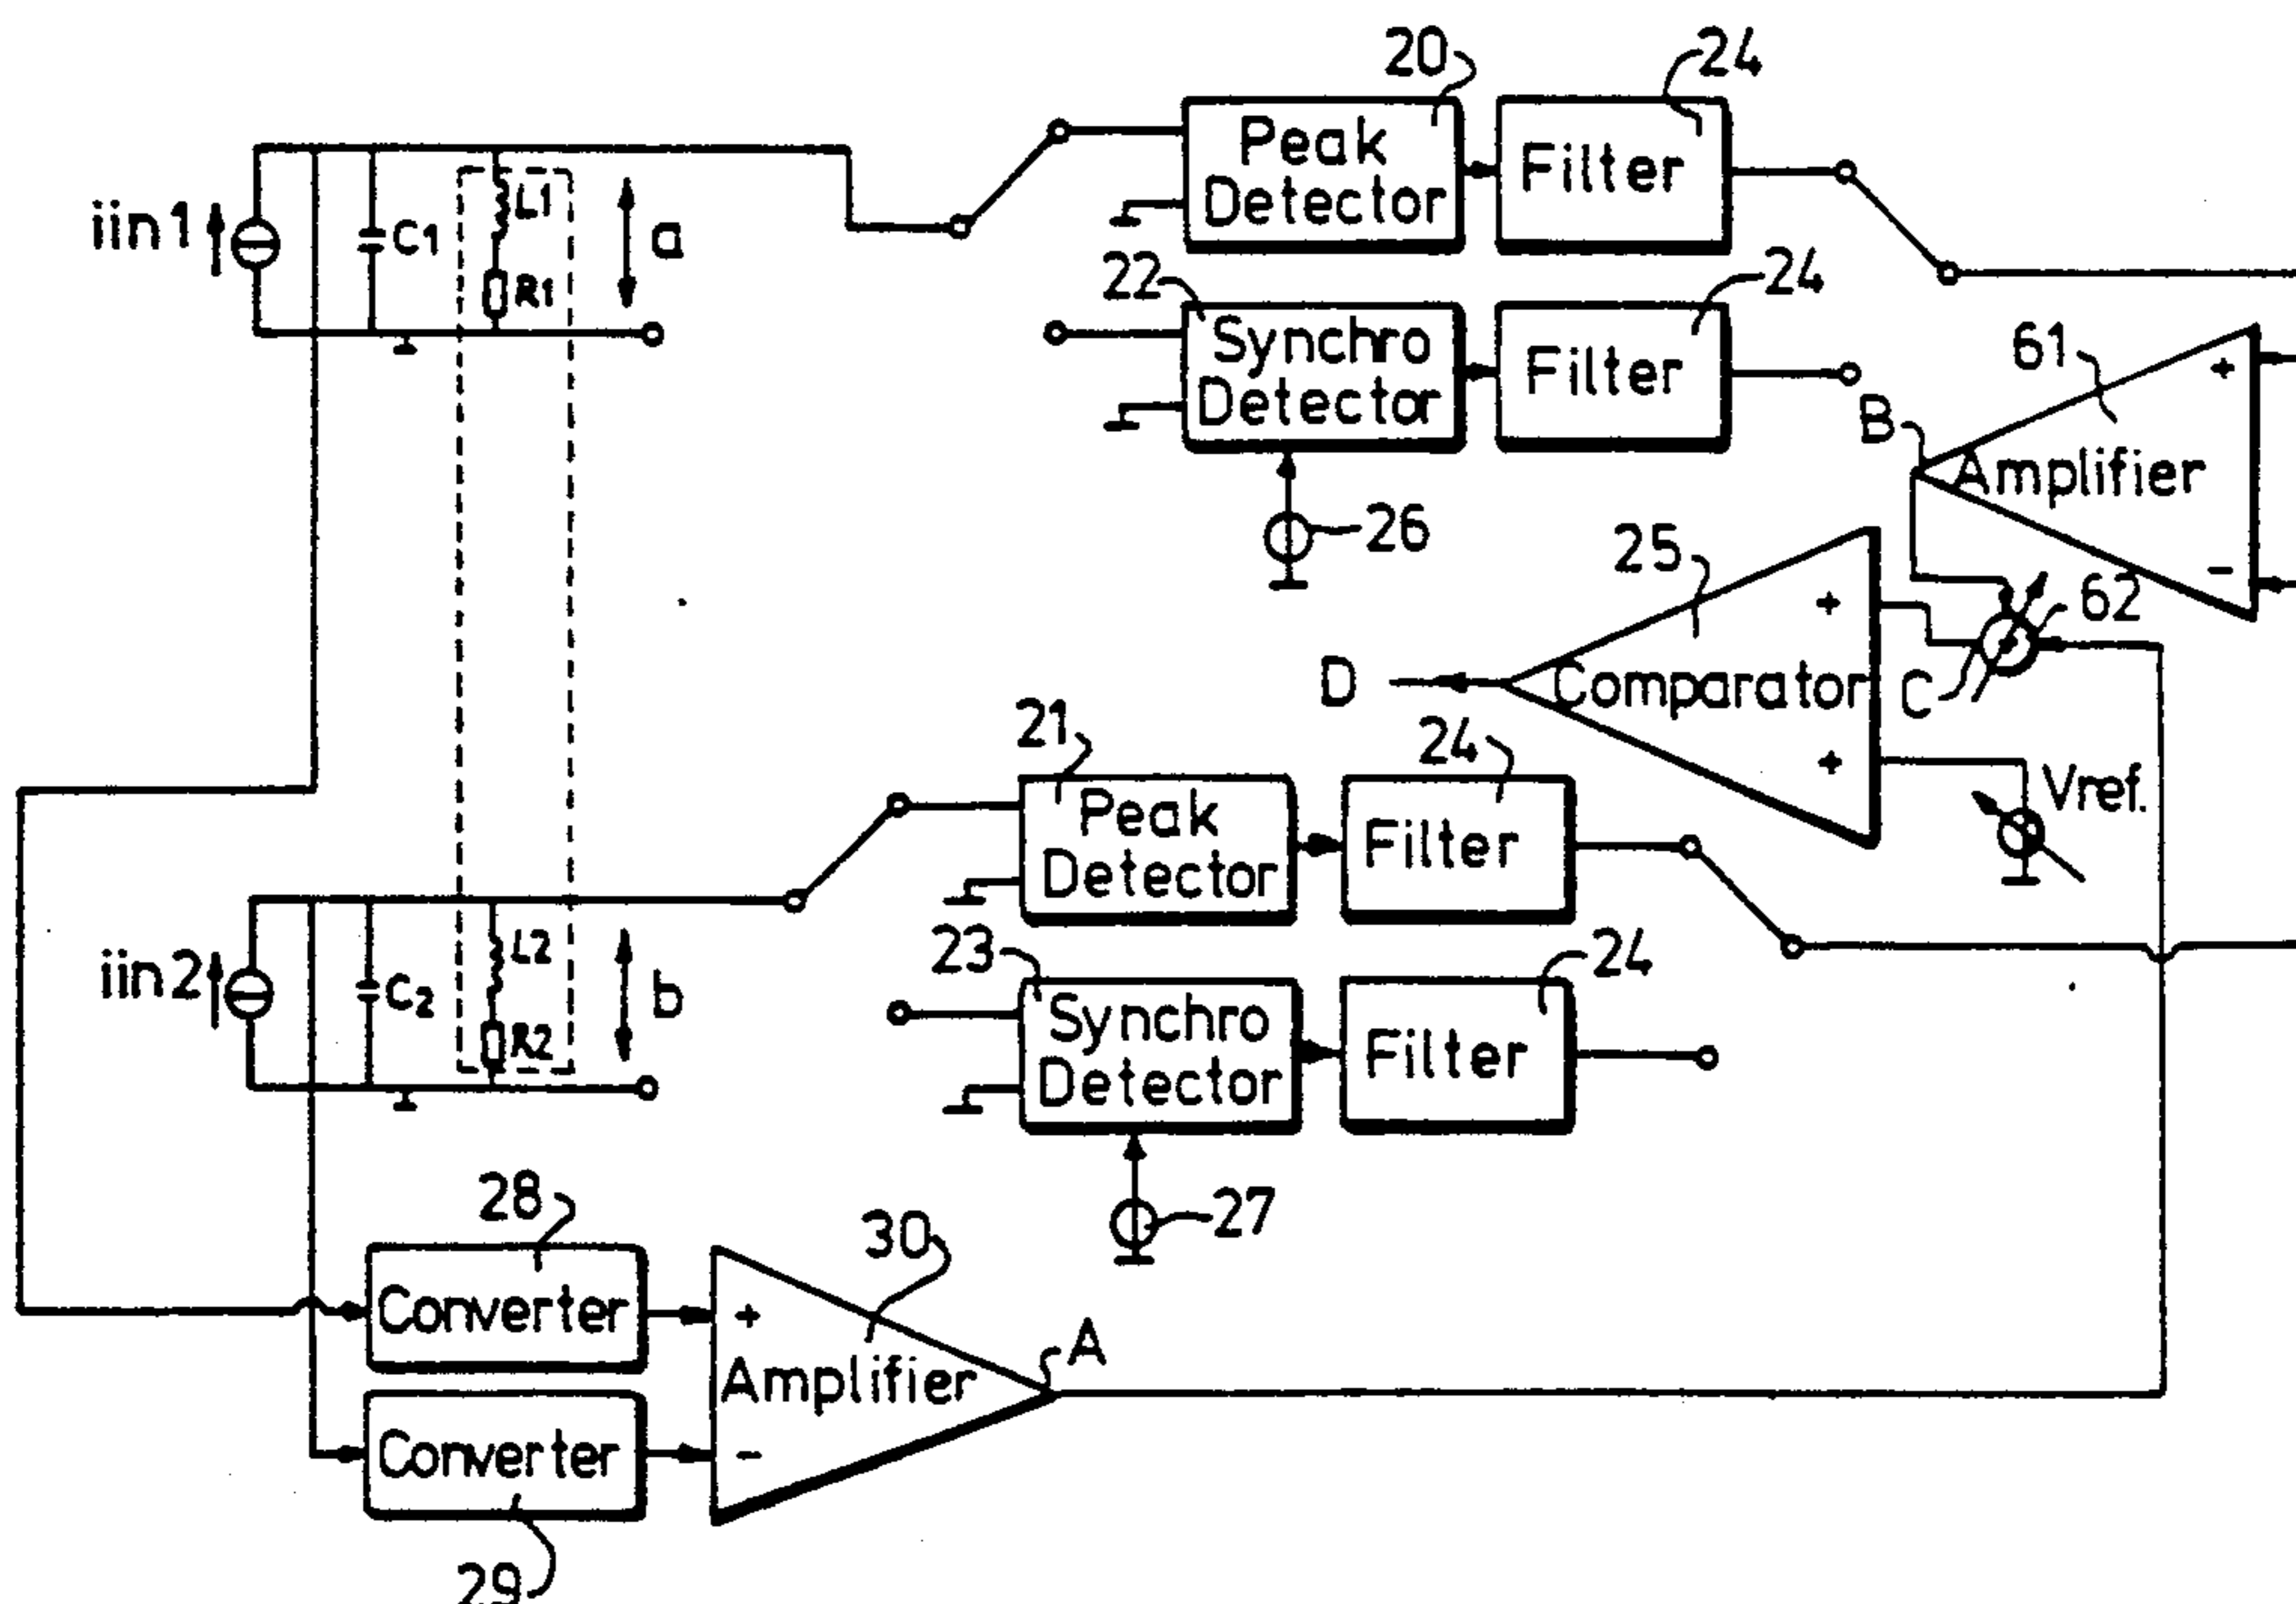 20
24
Peak
Detector
Filter
iin1
C1
L1
R1
a
22
24
Synchro
Detector
Filter
61
+
B
Amplifier
-
26
25
+
62
D
Comparator
C
+
Vref.
21
24
Peak
Detector
Filter
iin2
C2
L2
R2
b
23
24
Synchro
Detector
Filter
27
28
30
Converter
+
A
Amplifier
Converter
-
29